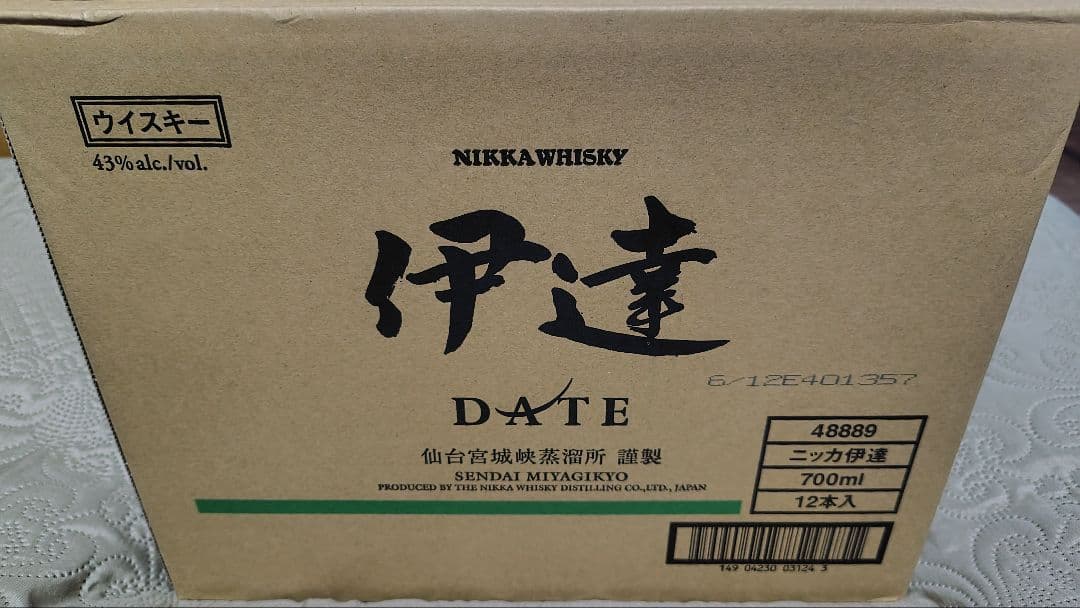 ウイスキー
43%alc./vol.
NIKKA WHISKY
伊達
DATE
仙台宮城峡蒸溜所 謹製
SENDAI MIYAGIKYO
PRODUCED BY THE NIKKA WHISKY DISTILLING CO., LTD., JAPAN
6/12E401357
48889
ニッカ伊達
700ml
12本入
149 04230 03124 3